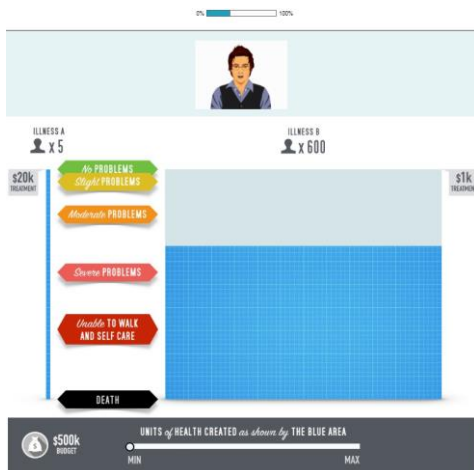 0% 100%
ILLNESS A
x 5
ILLNESS B
x 600
$20k
TREATMENT
No PROBLEMS
Slight PROBLEMS
Moderate PROBLEMS
Severe PROBLEMS
Unable TO WALK
AND SELF CARE
DEATH
$1k
TREATMENT
$500k
BUDGET
UNITS of HEALTH CREATED as shown by THE BLUE AREA
MIN MAX